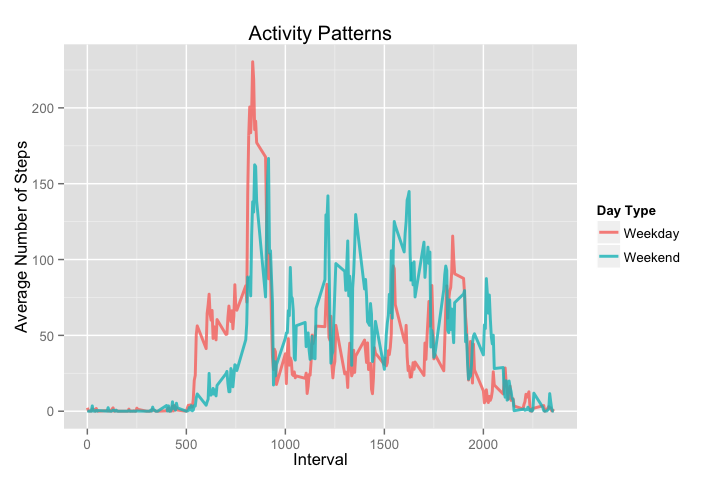 Activity Patterns
Average Number of Steps
200
150
100
50
0
0 500 1000 1500 2000
Interval
Day Type
Weekday
Weekend